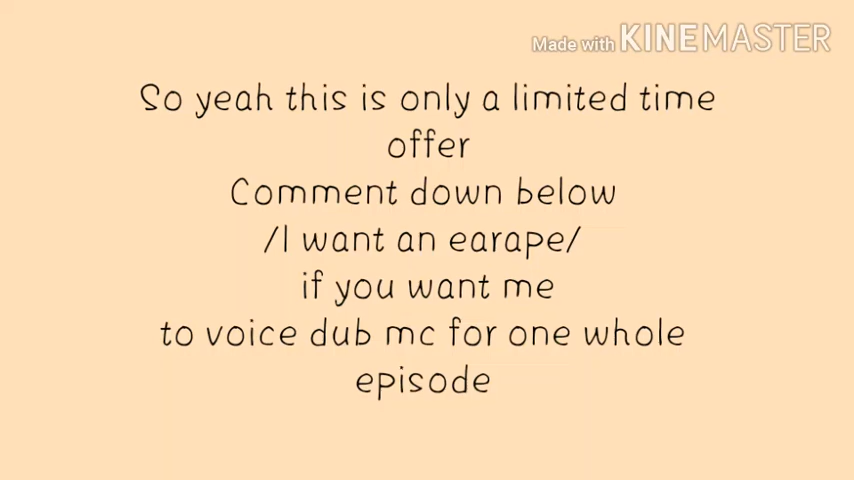 Made with KINEMASTER
So yeah this is only a limited time
offer
Comment down below
/I want an earape/
if you want me
to voice dub mc for one whole
episode